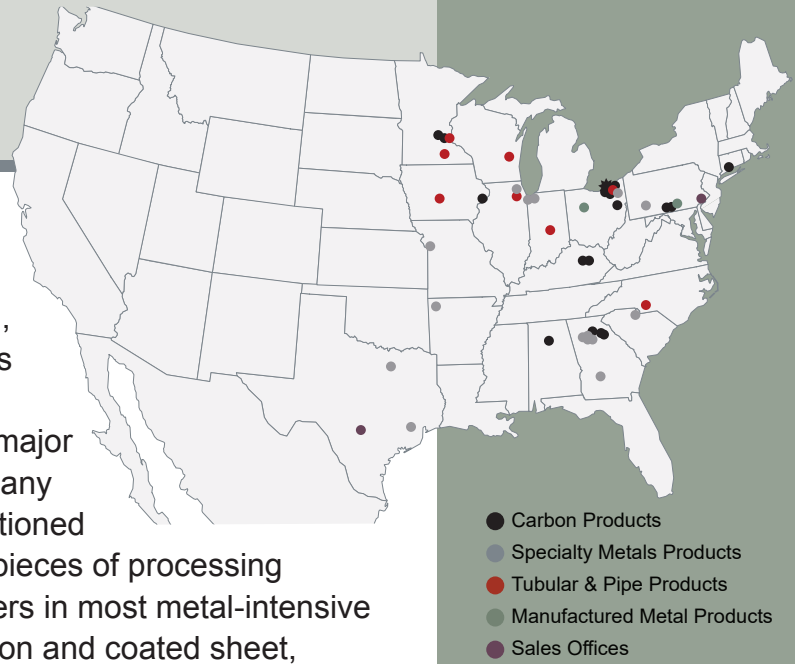 ,
s
major
any
tioned
pieces of processing
ers in most metal-intensive
on and coated sheet,
Carbon Products
Specialty Metals Products
Tubular & Pipe Products
Manufactured Metal Products
Sales Offices